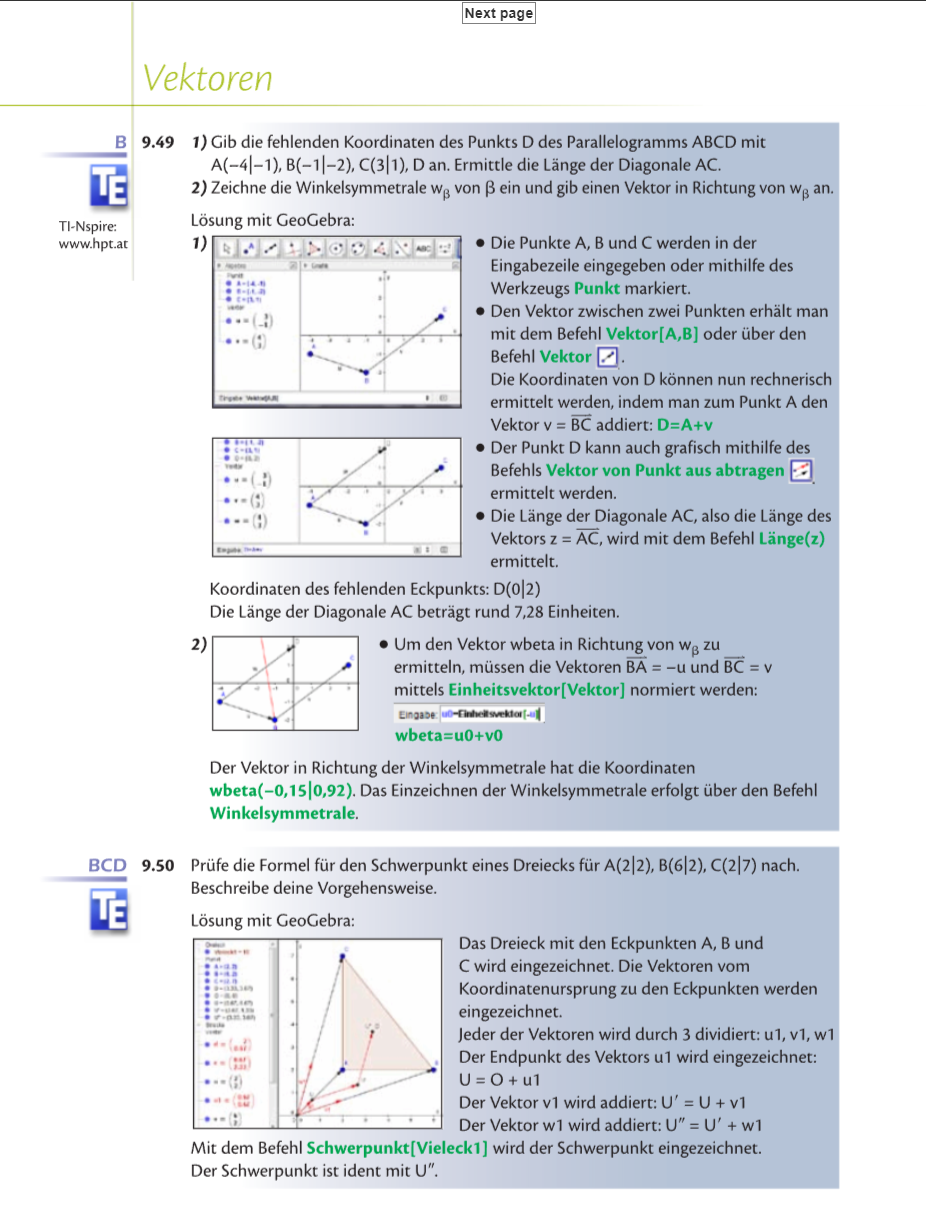 Next page
Vektoren
B 9.49 1) Gib die fehlenden Koordinaten des Punkts D des Parallelogramms ABCD mit
A(−4|−1), B(−1|−2), C(3|1), D an. Ermittle die Länge der Diagonale AC.
2) Zeichne die Winkelsymmetrale wβ von β ein und gib einen Vektor in Richtung von wβ an.
TE
TI-Nspire:
www.hpt.at
Lösung mit GeoGebra:
1)
• Die Punkte A, B und C werden in der
Eingabezeile eingegeben oder mithilfe des
Werkzeugs Punkt markiert.
• Den Vektor zwischen zwei Punkten erhält man
mit dem Befehl Vektor[A,B] oder über den
Befehl Vektor .
Die Koordinaten von D können nun rechnerisch
ermittelt werden, indem man zum Punkt A den
Vektor v = B⃗C⃗ addiert: D=A+v
• Der Punkt D kann auch grafisch mithilfe des
Befehls Vektor von Punkt aus abtragen .
ermittelt werden.
• Die Länge der Diagonale AC, also die Länge des
Vektors z = A⃗C⃗, wird mit dem Befehl Länge(z)
ermittelt.
Koordinaten des fehlenden Eckpunkts: D(0|2)
Die Länge der Diagonale AC beträgt rund 7,28 Einheiten.
2)
• Um den Vektor wbeta in Richtung von wβ zu
ermitteln, müssen die Vektoren B⃗A⃗ = −u und B⃗C⃗ = v
mittels Einheitsvektor[Vektor] normiert werden:
Eingabe: u0=Einheitsvektor[-u]
wbeta=u0+v0
Der Vektor in Richtung der Winkelsymmetrale hat die Koordinaten
wbeta(−0,15|0,92). Das Einzeichnen der Winkelsymmetrale erfolgt über den Befehl
Winkelsymmetrale.
BCD 9.50 Prüfe die Formel für den Schwerpunkt eines Dreiecks für A(2|2), B(6|2), C(2|7) nach.
Beschreibe deine Vorgehensweise.
TE
Lösung mit GeoGebra:
Das Dreieck mit den Eckpunkten A, B und
C wird eingezeichnet. Die Vektoren vom
Koordinatenursprung zu den Eckpunkten werden
eingezeichnet.
Jeder der Vektoren wird durch 3 dividiert: u1, v1, w1
Der Endpunkt des Vektors u1 wird eingezeichnet:
U = O + u1
Der Vektor v1 wird addiert: U′ = U + v1
Der Vektor w1 wird addiert: U″ = U′ + w1
Mit dem Befehl Schwerpunkt[Vieleck1] wird der Schwerpunkt eingezeichnet.
Der Schwerpunkt ist ident mit U″.